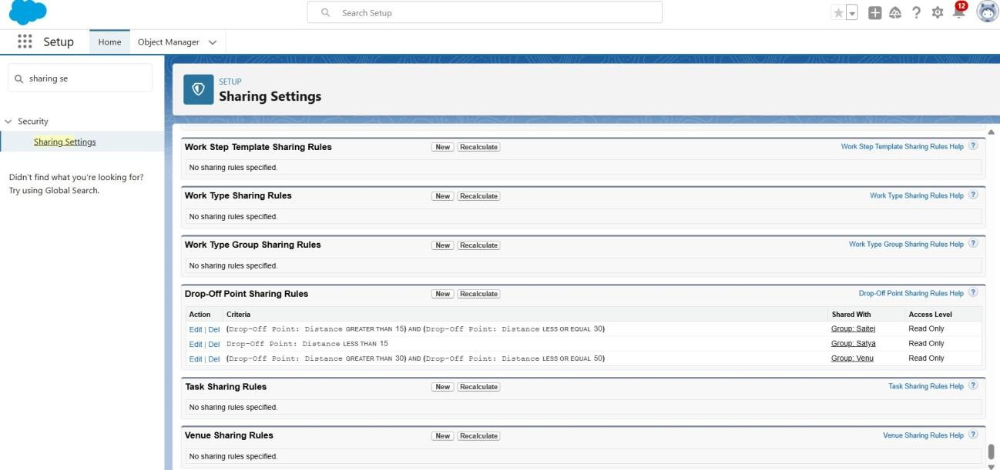 Search Setup
12
Setup Home Object Manager
sharing se
SETUP
Sharing Settings
Security
Sharing Settings
Didn't find what you're looking for?
Try using Global Search.
Work Step Template Sharing Rules New Recalculate Work Step Template Sharing Rules Help ?
No sharing rules specified.
Work Type Sharing Rules New Recalculate Work Type Sharing Rules Help ?
No sharing rules specified.
Work Type Group Sharing Rules New Recalculate Work Type Group Sharing Rules Help ?
No sharing rules specified.
Drop-Off Point Sharing Rules New Recalculate Drop-Off Point Sharing Rules Help ?
Action Criteria Shared With Access Level
Edit | Del (Drop-Off Point: Distance GREATER THAN 15) AND (Drop-Off Point: Distance LESS OR EQUAL 30) Group: Saitej Read Only
Edit | Del Drop-Off Point: Distance LESS THAN 15 Group: Satya Read Only
Edit | Del (Drop-Off Point: Distance GREATER THAN 30) AND (Drop-Off Point: Distance LESS OR EQUAL 50) Group: Venu Read Only
Task Sharing Rules New Recalculate Task Sharing Rules Help ?
No sharing rules specified.
Venue Sharing Rules New Recalculate Venue Sharing Rules Help ?
No sharing rules specified.